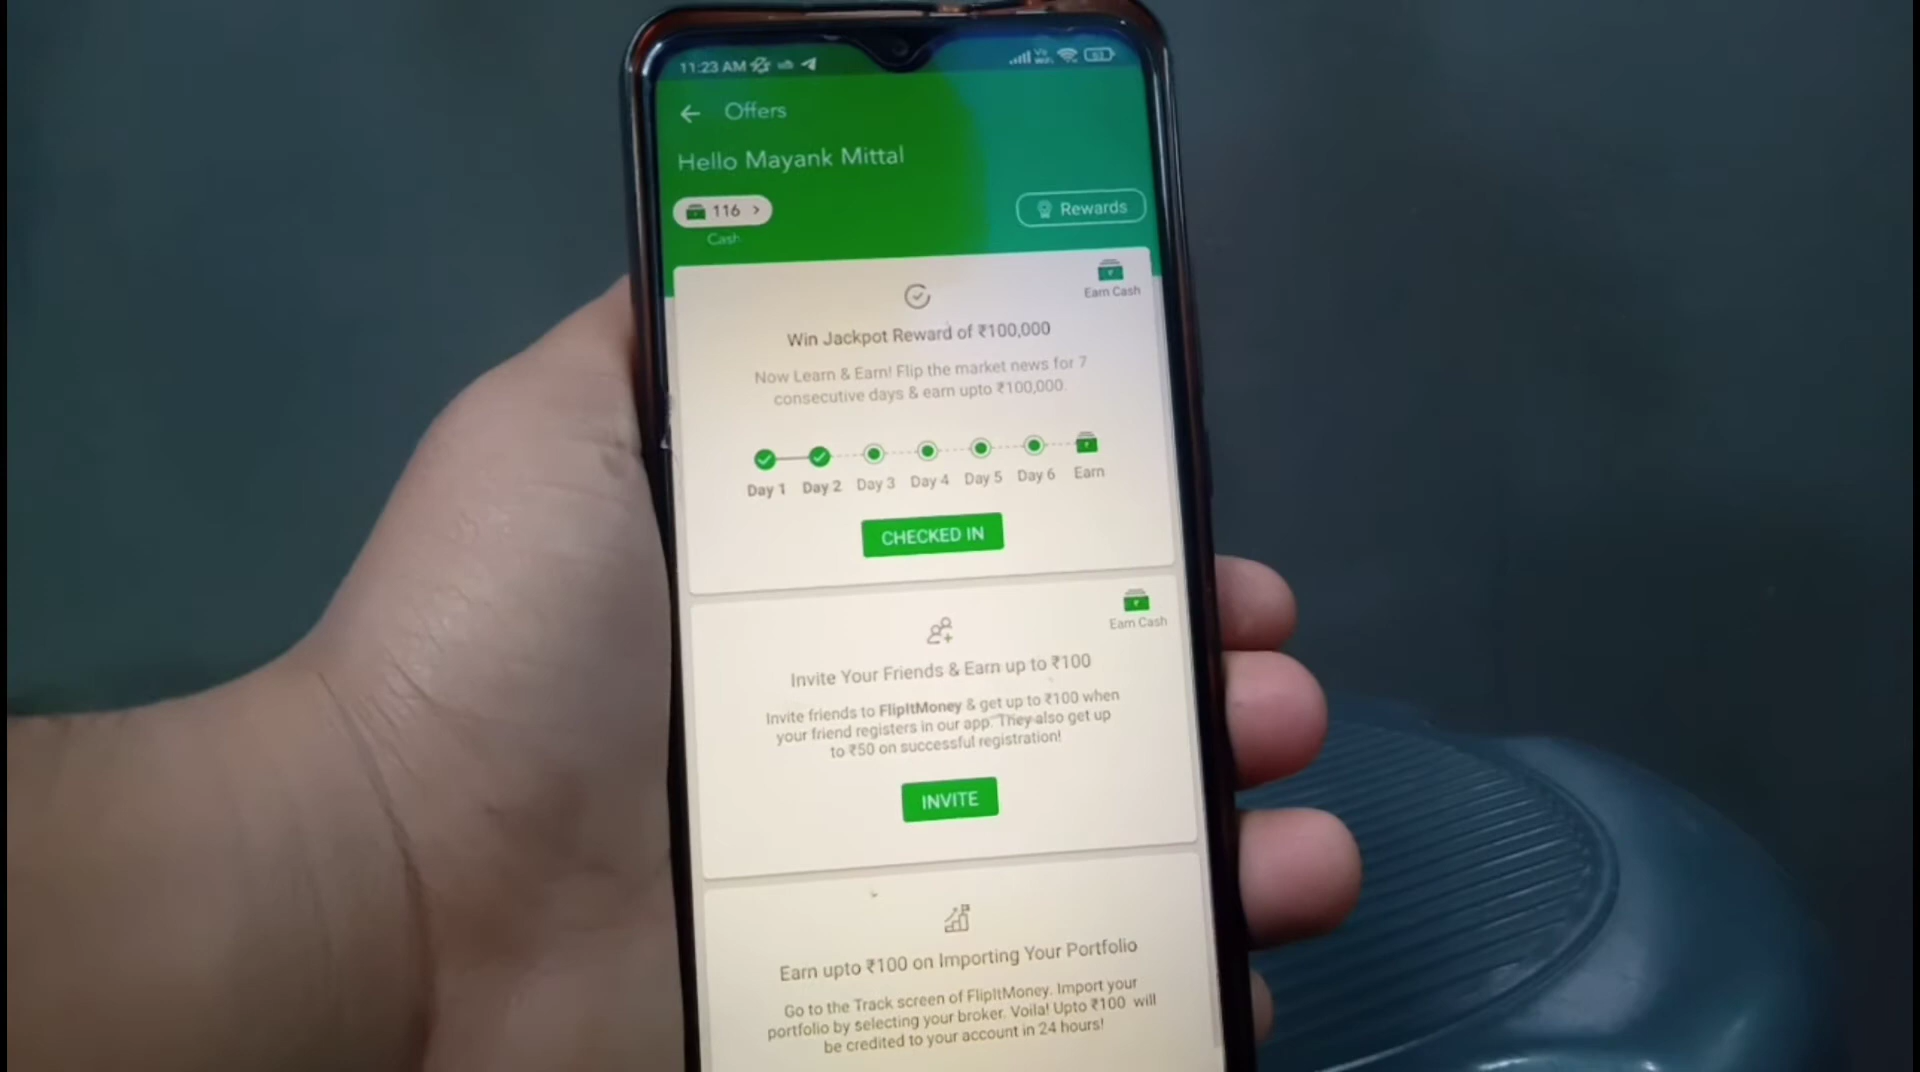 11:23 AM
Offers
Hello Mayank Mittal
116 >
Rewards
Cash
Earn Cash
Win Jackpot Reward of ₹100,000
Now Learn & Earn! Flip the market news for 7
consecutive days & earn upto ₹100,000.
Day 1 Day 2 Day 3 Day 4 Day 5 Day 6 Earn
CHECKED IN
Earn Cash
Invite Your Friends & Earn up to ₹100
Invite friends to FlipItMoney & get up to ₹100 when
your friend registers in our app. They also get up
to ₹50 on successful registration!
INVITE
Earn upto ₹100 on Importing Your Portfolio
Go to the Track screen of FlipItMoney. Import your
portfolio by selecting your broker. Voila! Upto ₹100 will
be credited to your account in 24 hours!